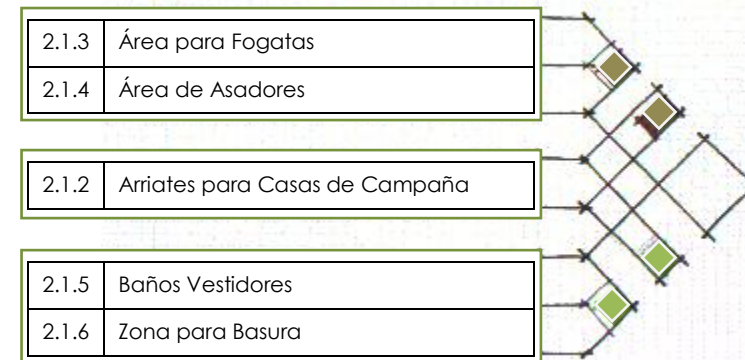 2.1.3 Área para Fogatas
2.1.4 Área de Asadores
2.1.2 Arriates para Casas de Campaña
2.1.5 Baños Vestidores
2.1.6 Zona para Basura